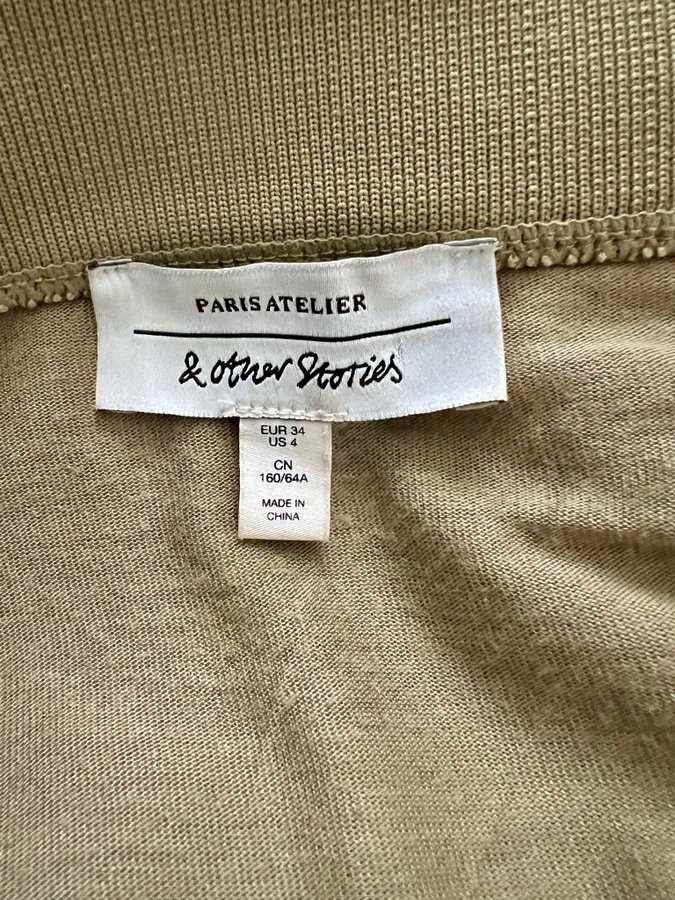 PARIS ATELIER
& other Stories
EUR 34
US 4
CN
160/64A
MADE IN
CHINA